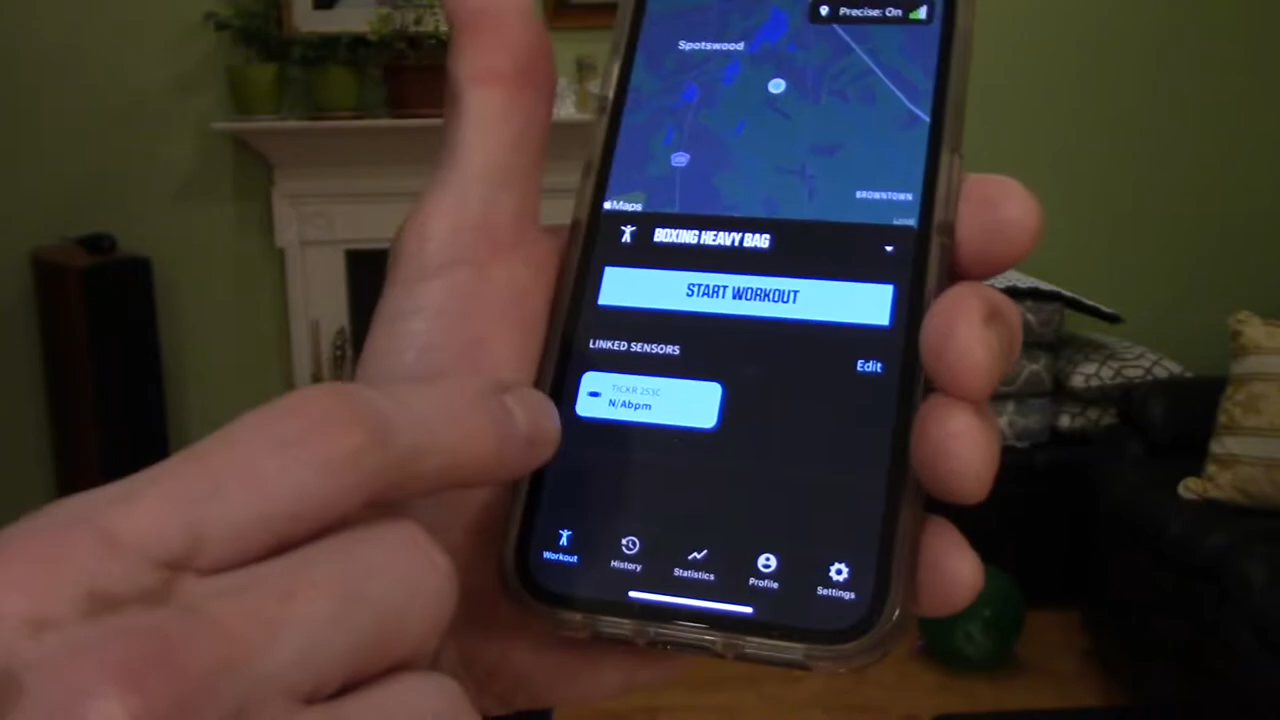 Precise: On
Spotswood
BROWNTOWN
Maps
BOXING HEAVY BAG
START WORKOUT
LINKED SENSORS
Edit
TICKR 253C
N/Abpm
Workout
History
Statistics
Profile
Settings